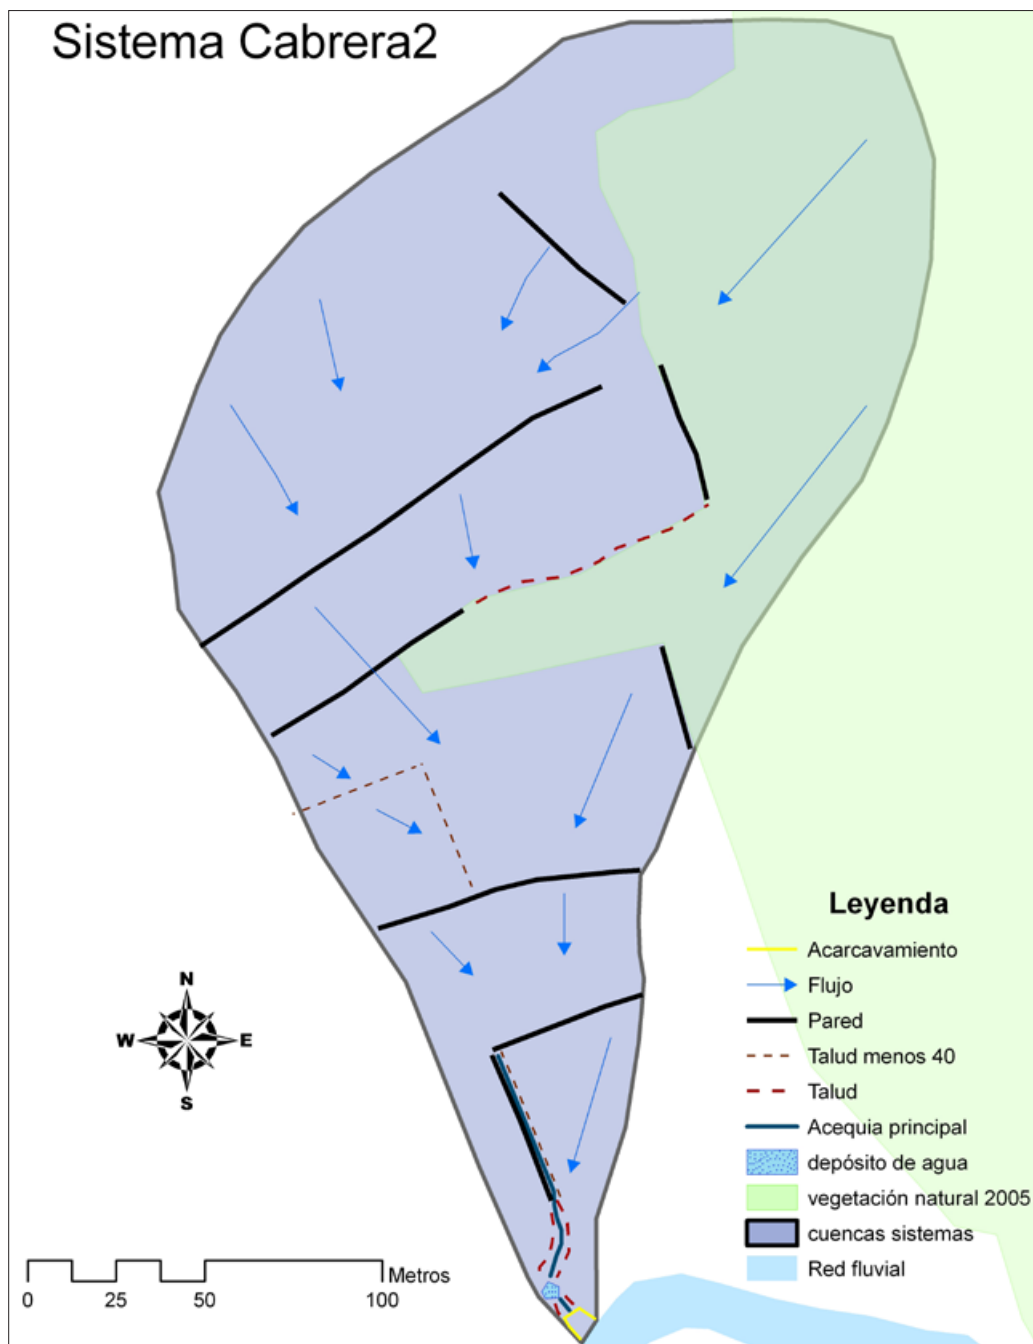 Sistema Cabrera2
Leyenda
Acarcavamiento
Flujo
Pared
Talud menos 40
Talud
Acequia principal
depósito de agua
vegetación natural 2005
cuencas sistemas
Red fluvial
N
W E
S
Metros
0 25 50 100